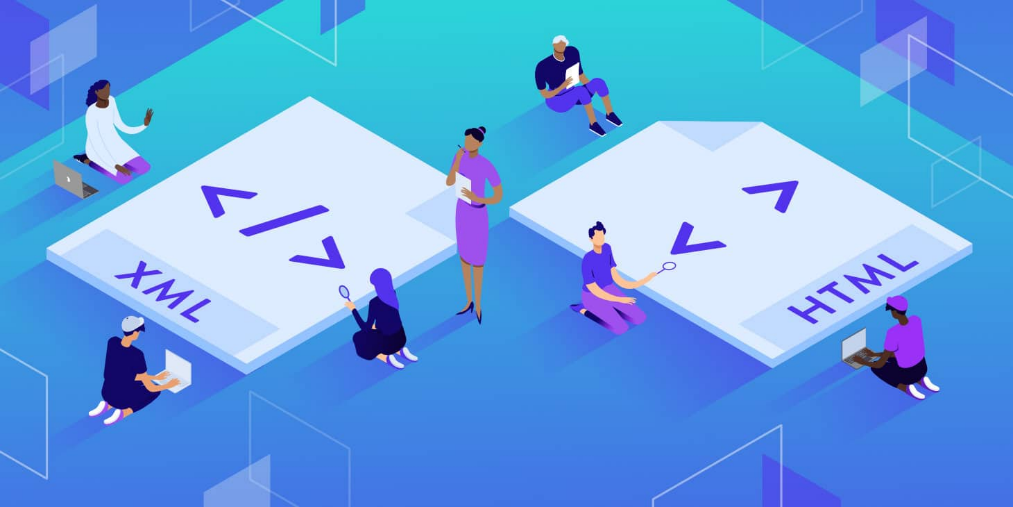 </>
XML
< >
HTML